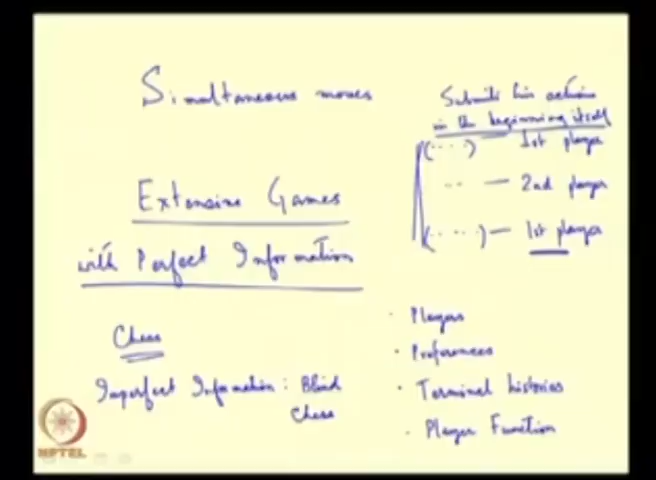 Simultaneous moves
Extensive Games
with Perfect Information
Chess
Imperfect Information : Blind
Chess
Submits his actions
in the beginning itself
(· · ·) — 1st player
·· — 2nd player
(· · ·) — 1st player
· Players
· Preferences
· Terminal histories
· Player Function
NPTEL